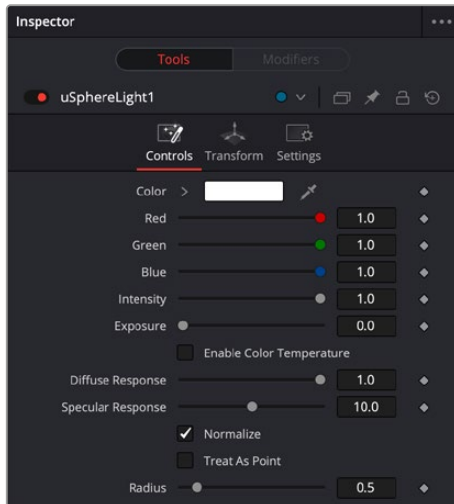 Inspector
Tools Modifiers
uSphereLight1
Controls Transform Settings
Color
Red 1.0
Green 1.0
Blue 1.0
Intensity 1.0
Exposure 0.0
Enable Color Temperature
Diffuse Response 1.0
Specular Response 10.0
Normalize
Treat As Point
Radius 0.5